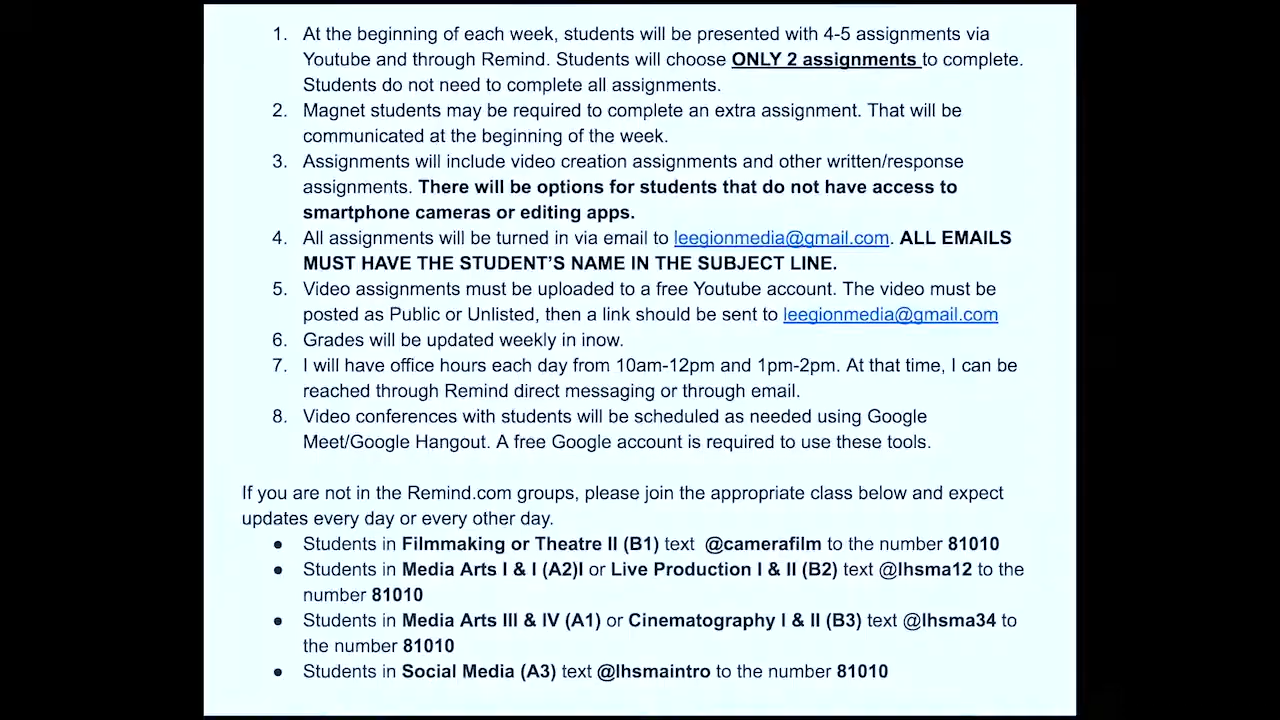 1. At the beginning of each week, students will be presented with 4-5 assignments via
Youtube and through Remind. Students will choose ONLY 2 assignments to complete.
Students do not need to complete all assignments.
2. Magnet students may be required to complete an extra assignment. That will be
communicated at the beginning of the week.
3. Assignments will include video creation assignments and other written/response
assignments. There will be options for students that do not have access to
smartphone cameras or editing apps.
4. All assignments will be turned in via email to leegionmedia@gmail.com. ALL EMAILS
MUST HAVE THE STUDENT'S NAME IN THE SUBJECT LINE.
5. Video assignments must be uploaded to a free Youtube account. The video must be
posted as Public or Unlisted, then a link should be sent to leegionmedia@gmail.com
6. Grades will be updated weekly in inow.
7. I will have office hours each day from 10am-12pm and 1pm-2pm. At that time, I can be
reached through Remind direct messaging or through email.
8. Video conferences with students will be scheduled as needed using Google
Meet/Google Hangout. A free Google account is required to use these tools.
If you are not in the Remind.com groups, please join the appropriate class below and expect
updates every day or every other day.
● Students in Filmmaking or Theatre II (B1) text @camerafilm to the number 81010
● Students in Media Arts I & I (A2)I or Live Production I & II (B2) text @lhsma12 to the
number 81010
● Students in Media Arts III & IV (A1) or Cinematography I & II (B3) text @lhsma34 to
the number 81010
● Students in Social Media (A3) text @lhsmaintro to the number 81010